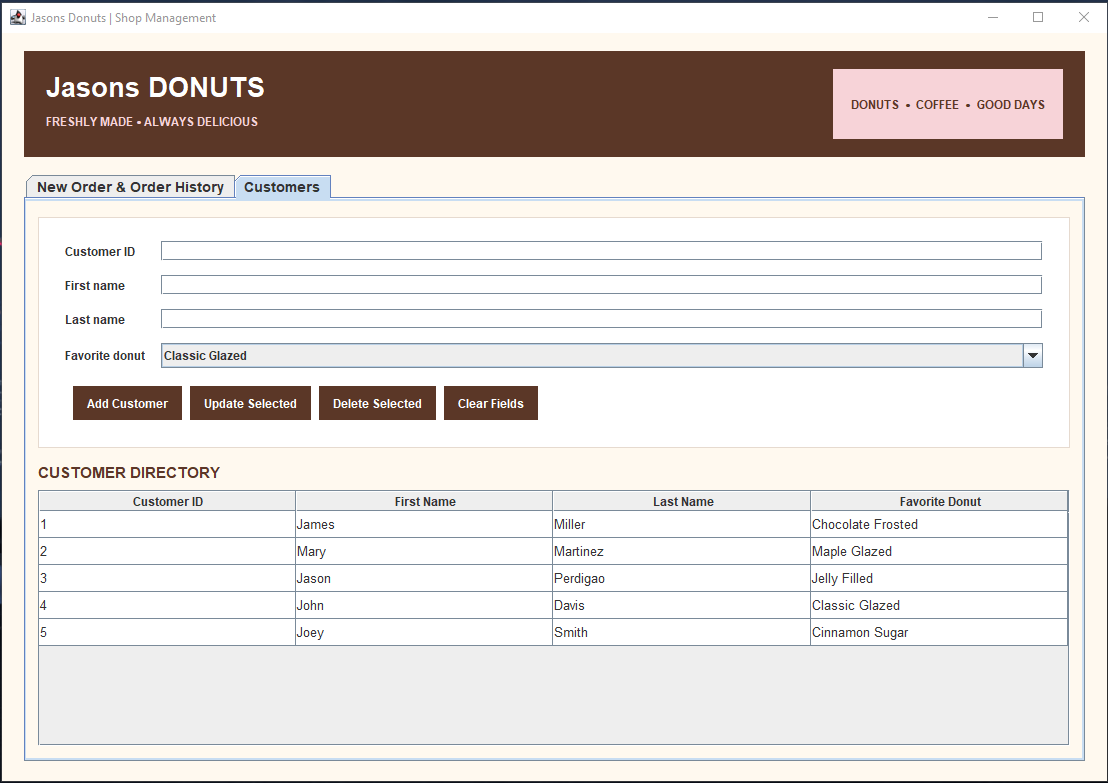 Jasons Donuts | Shop Management
Jasons DONUTS
FRESHLY MADE • ALWAYS DELICIOUS
DONUTS • COFFEE • GOOD DAYS
New Order & Order History Customers
Customer ID
First name
Last name
Favorite donut Classic Glazed
Add Customer Update Selected Delete Selected Clear Fields
CUSTOMER DIRECTORY
Customer ID First Name Last Name Favorite Donut
1 James Miller Chocolate Frosted
2 Mary Martinez Maple Glazed
3 Jason Perdigao Jelly Filled
4 John Davis Classic Glazed
5 Joey Smith Cinnamon Sugar